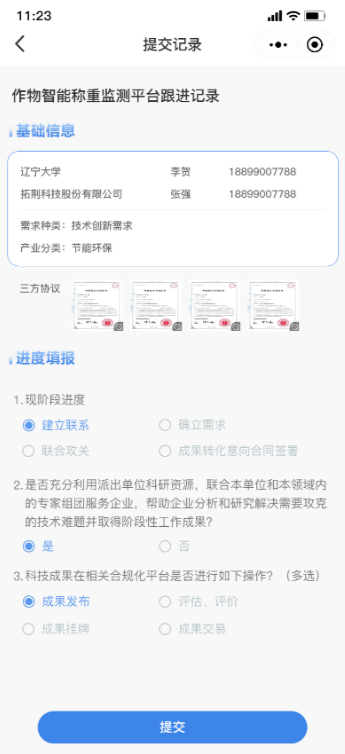 11:23
提交记录
作物智能称重监测平台跟进记录
基础信息
辽宁大学 李贺 18899007788
拓荆科技股份有限公司 张强 18899007788
需求种类：技术创新需求
产业分类：节能环保
三方协议
进度填报
1.现阶段进度
建立联系 确立需求
联合攻关 成果转化意向合同签署
2.是否充分利用派出单位科研资源，联合本单位和本领域内
的专家组团服务企业，帮助企业分析和研究解决需要攻克
的技术难题并取得阶段性工作成果？
是 否
3.科技成果在相关合规化平台是否进行如下操作？（多选）
成果发布 评估、评价
成果挂牌 成果交易
提交